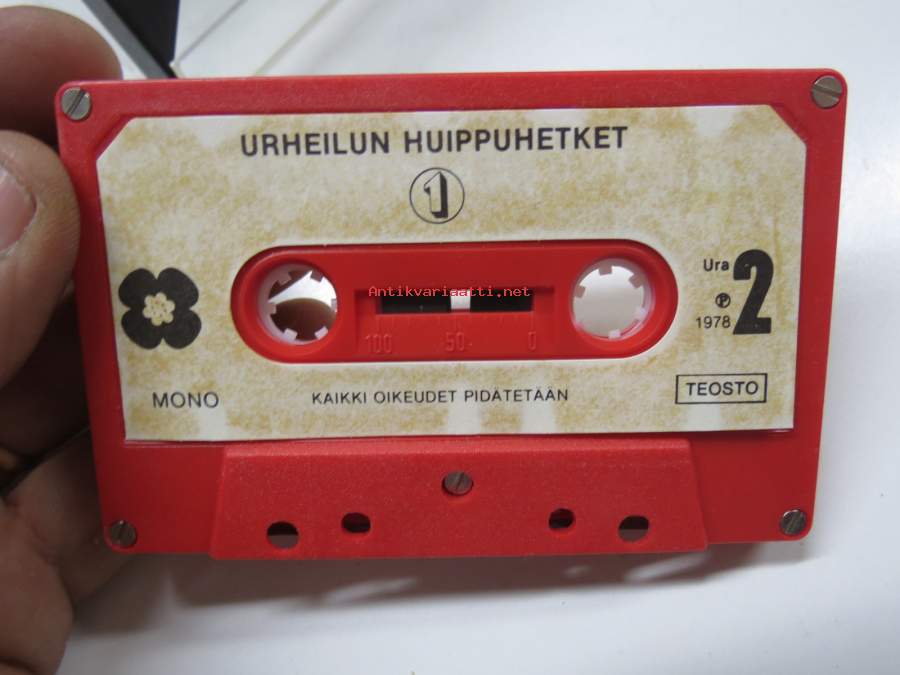 URHEILUN HUIPPUHETKET
1
Ura 2
℗
1978
Antikvariaatti.net
100 50 0
MONO
KAIKKI OIKEUDET PIDÄTETÄÄN
TEOSTO